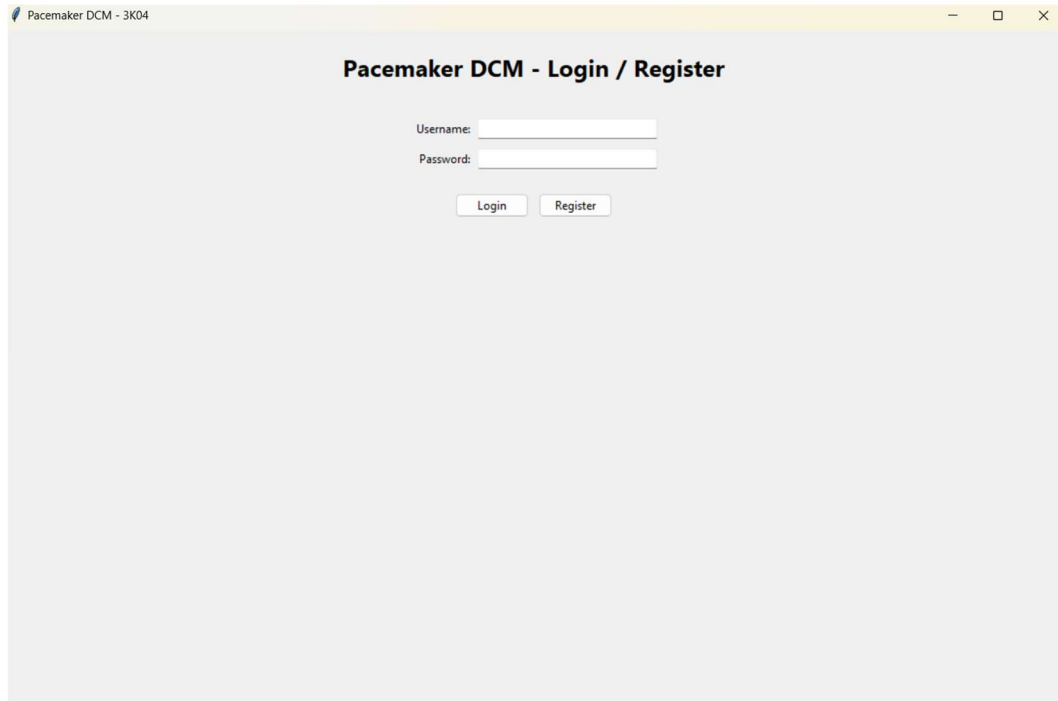 Pacemaker DCM - 3K04
Pacemaker DCM - Login / Register
Username:
Password:
Login Register